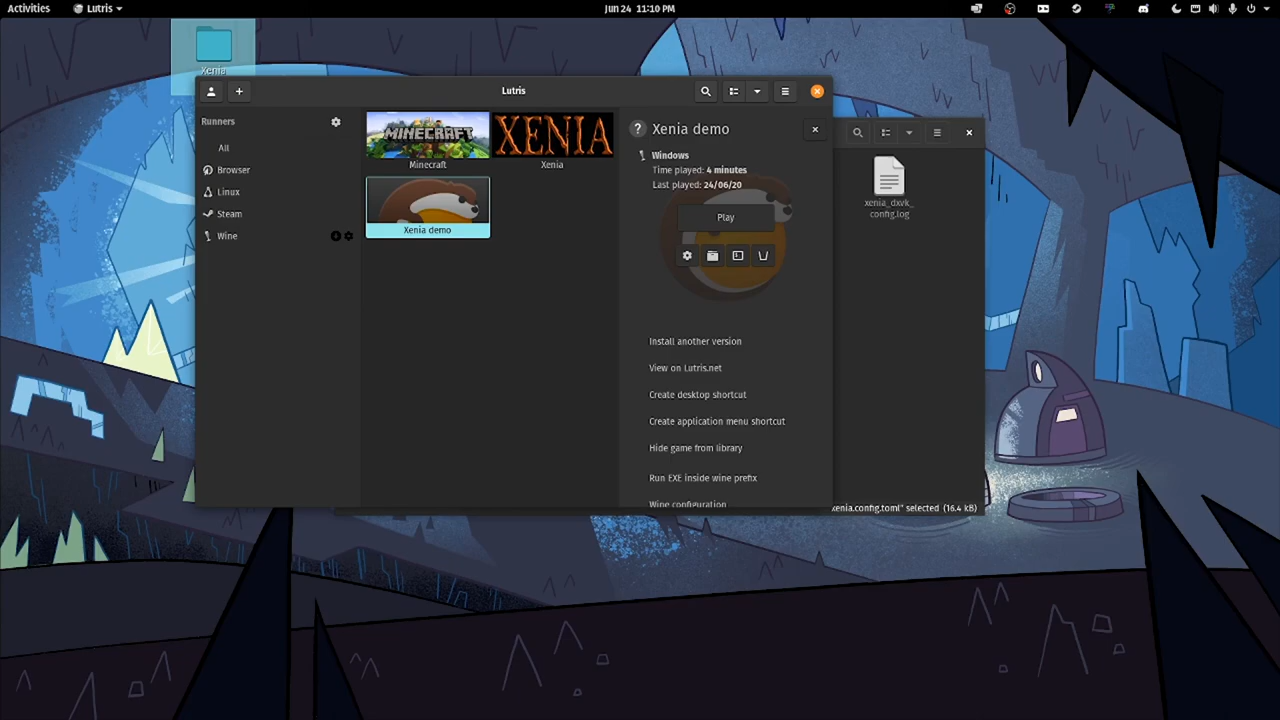 Activities
Lutris
Jun 24 11:10 PM
Xenia
Lutris
Runners
All
Browser
Linux
Steam
Wine
MINECRAFT
Minecraft
XENIA
Xenia
Xenia demo
Xenia demo
Windows
Time played: 4 minutes
Last played: 24/06/20
Play
Install another version
View on Lutris.net
Create desktop shortcut
Create application menu shortcut
Hide game from library
Run EXE inside wine prefix
Wine configuration
xenia_dxvk_
config.log
xenia.config.toml" selected (16.4 kB)